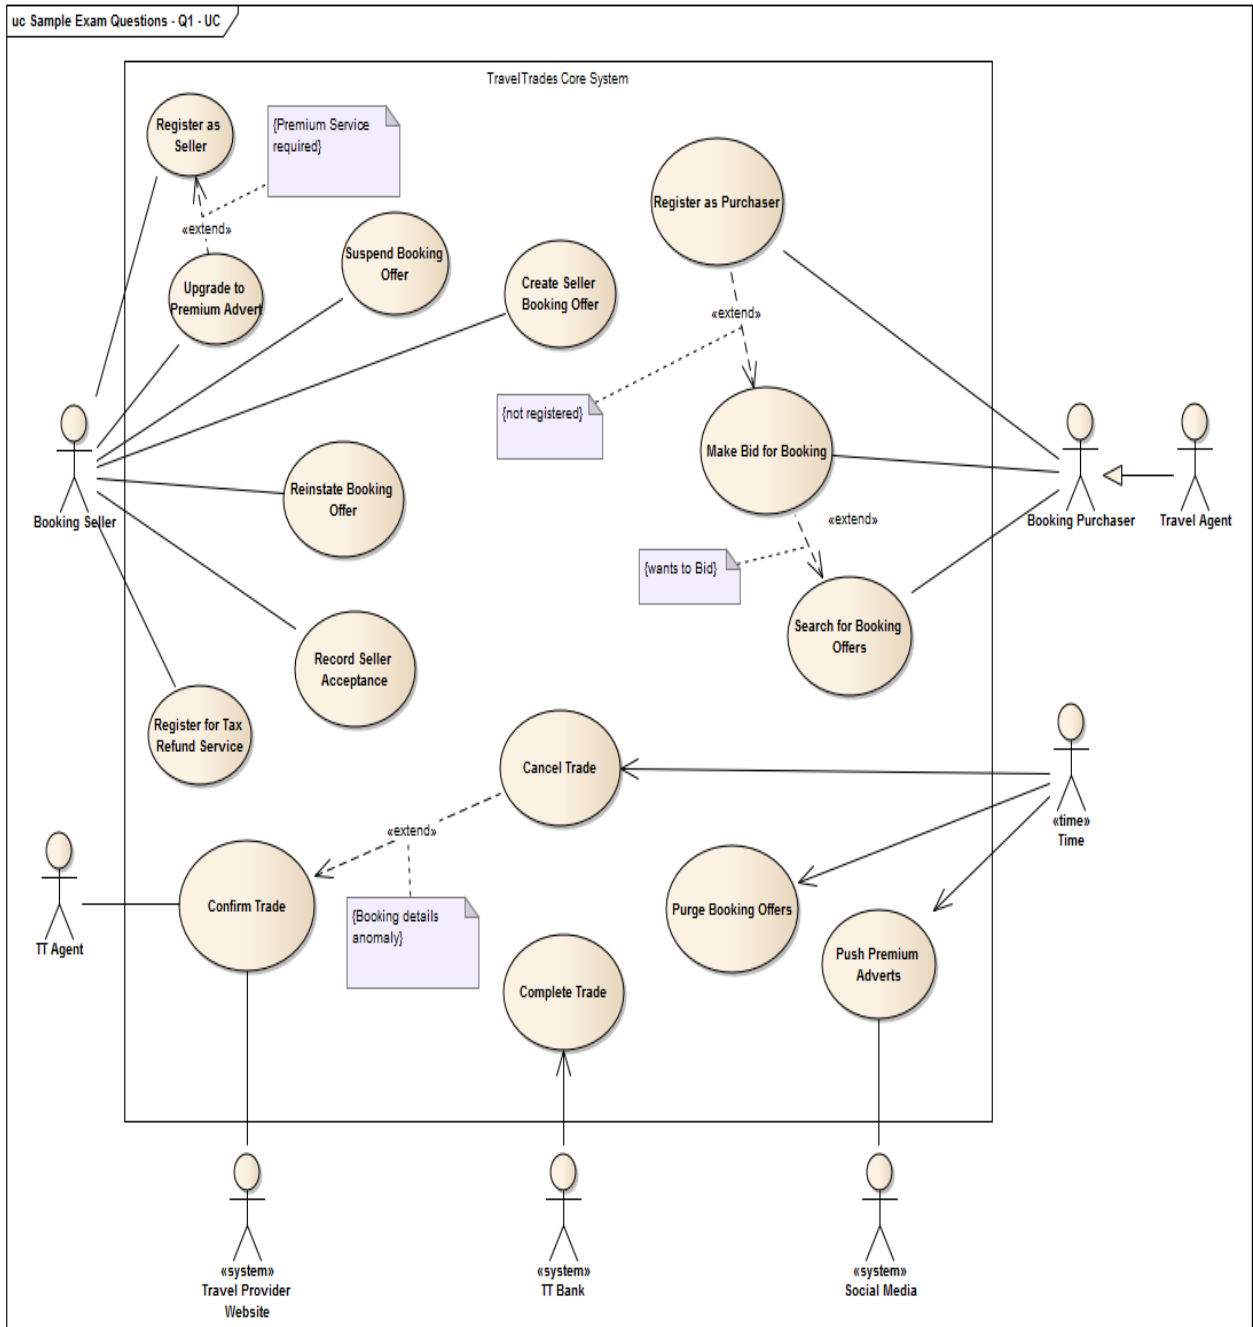 uc Sample Exam Questions - Q1 - UC
TravelTrades Core System
Register as
Seller
{Premium Service
required}
«extend»
Upgrade to
Premium Advert
Suspend Booking
Offer
Create Seller
Booking Offer
Register as Purchaser
«extend»
{not registered}
Make Bid for Booking
Booking Seller
Reinstate Booking
Offer
Booking Purchaser
Travel Agent
«extend»
{wants to Bid}
Search for Booking
Offers
Record Seller
Acceptance
Register for Tax
Refund Service
Cancel Trade
«time»
Time
«extend»
TT Agent
Confirm Trade
{Booking details
anomaly}
Purge Booking Offers
Push Premium
Adverts
Complete Trade
«system»
Travel Provider
Website
«system»
TT Bank
«system»
Social Media